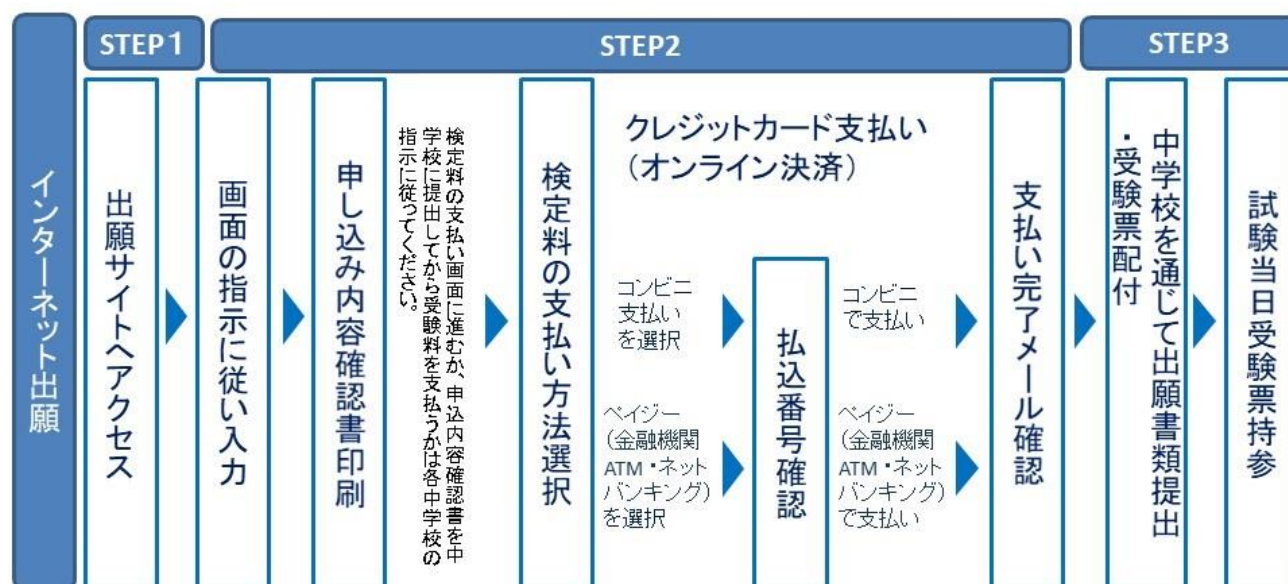 インターネット出願
STEP1
STEP2
STEP3
出願サイトへアクセス
画面の指示に従い入力
申し込み内容確認書印刷
検定料の支払い画面に進むか、申込内容確認書を中
学校に提出してから受験料を支払うかは各中学校の
指示に従ってください。
検定料の支払い方法選択
クレジットカード支払い
（オンライン決済）
コンビニ
支払い
を選択
ペイジー
（金融機関
ATM・ネット
バンキング）
を選択
払込番号確認
コンビニ
で支払い
ペイジー
（金融機関
ATM・ネット
バンキング）
で支払い
支払い完了メール確認
中学校を通じて出願書類提出
・受験票配付
試験当日受験票持参